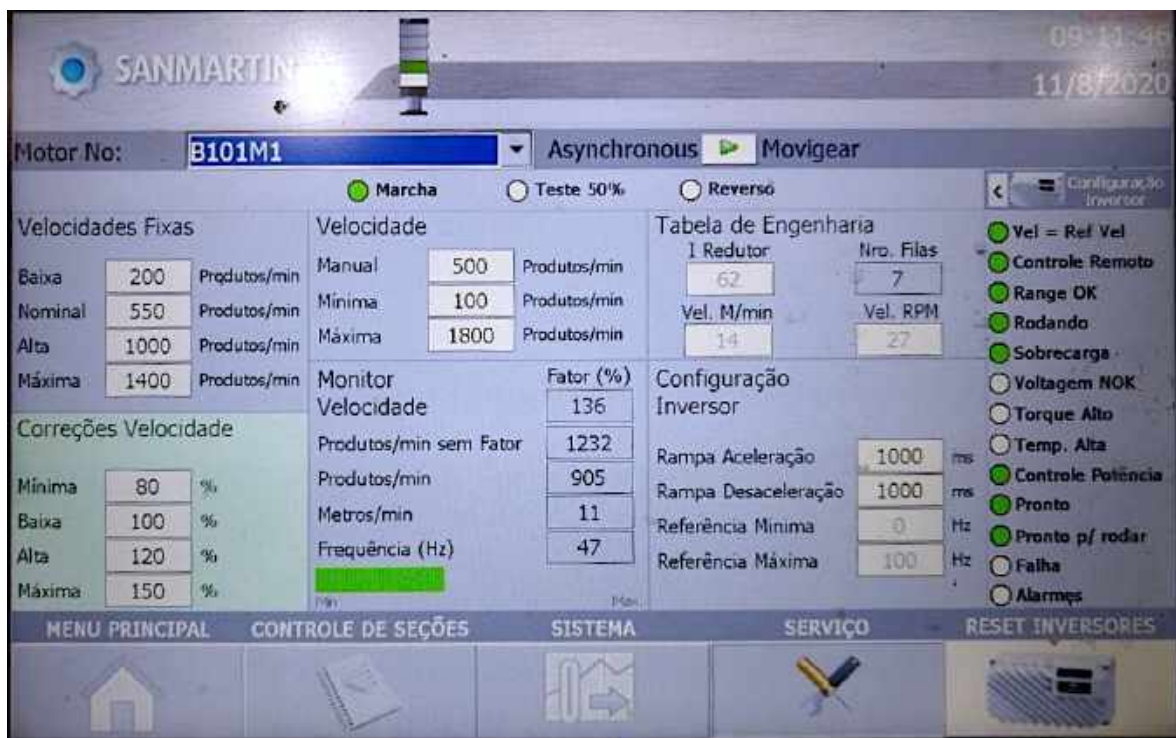 SANMARTIN
09:11:46
11/8/2020
Motor No: B101M1 Asynchronous Movigear
Marcha Teste 50% Reverso
< Configuração Inversor
Velocidades Fixas
Baixa 200 Produtos/min
Nominal 550 Produtos/min
Alta 1000 Produtos/min
Máxima 1400 Produtos/min
Correções Velocidade
Mínima 80 %
Baixa 100 %
Alta 120 %
Máxima 150 %
Velocidade
Manual 500 Produtos/min
Mínima 100 Produtos/min
Máxima 1800 Produtos/min
Monitor Fator (%)
Velocidade 136
Produtos/min sem Fator 1232
Produtos/min 905
Metros/min 11
Frequência (Hz) 47
Min Max
Tabela de Engenharia
I Redutor Nro. Filas
62 7
Vel. M/min Vel. RPM
14 27
Configuração
Inversor
Rampa Aceleração 1000 ms
Rampa Desaceleração 1000 ms
Referência Minima 0 Hz
Referência Máxima 100 Hz
Vel = Ref Vel
Controle Remoto
Range OK
Rodando
Sobrecarga
Voltagem NOK
Torque Alto
Temp. Alta
Controle Potência
Pronto
Pronto p/ rodar
Falha
Alarmes
MENU PRINCIPAL CONTROLE DE SEÇÕES SISTEMA SERVIÇO RESET INVERSORES